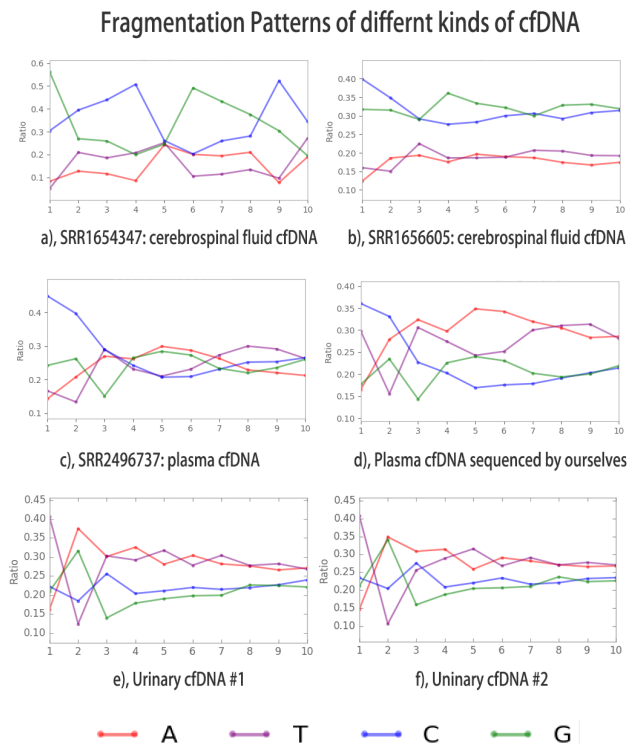 Fragmentation Patterns of differnt kinds of cfDNA
0.6
0.5
0.4
0.3
0.2
0.1
Ratio
1 2 3 4 5 6 7 8 9 10
a), SRR1654347: cerebrospinal fluid cfDNA
0.40
0.35
0.30
0.25
0.20
0.15
0.10
Ratio
1 2 3 4 5 6 7 8 9 10
b), SRR1656605: cerebrospinal fluid cfDNA
0.4
0.3
0.2
0.1
Ratio
1 2 3 4 5 6 7 8 9 10
c), SRR2496737: plasma cfDNA
0.40
0.35
0.30
0.25
0.20
0.15
0.10
Ratio
1 2 3 4 5 6 7 8 9 10
d), Plasma cfDNA sequenced by ourselves
0.45
0.40
0.35
0.30
0.25
0.20
0.15
0.10
Ratio
1 2 3 4 5 6 7 8 9 10
e), Urinary cfDNA #1
0.45
0.40
0.35
0.30
0.25
0.20
0.15
0.10
Ratio
1 2 3 4 5 6 7 8 9 10
f), Uninary cfDNA #2
A T C G